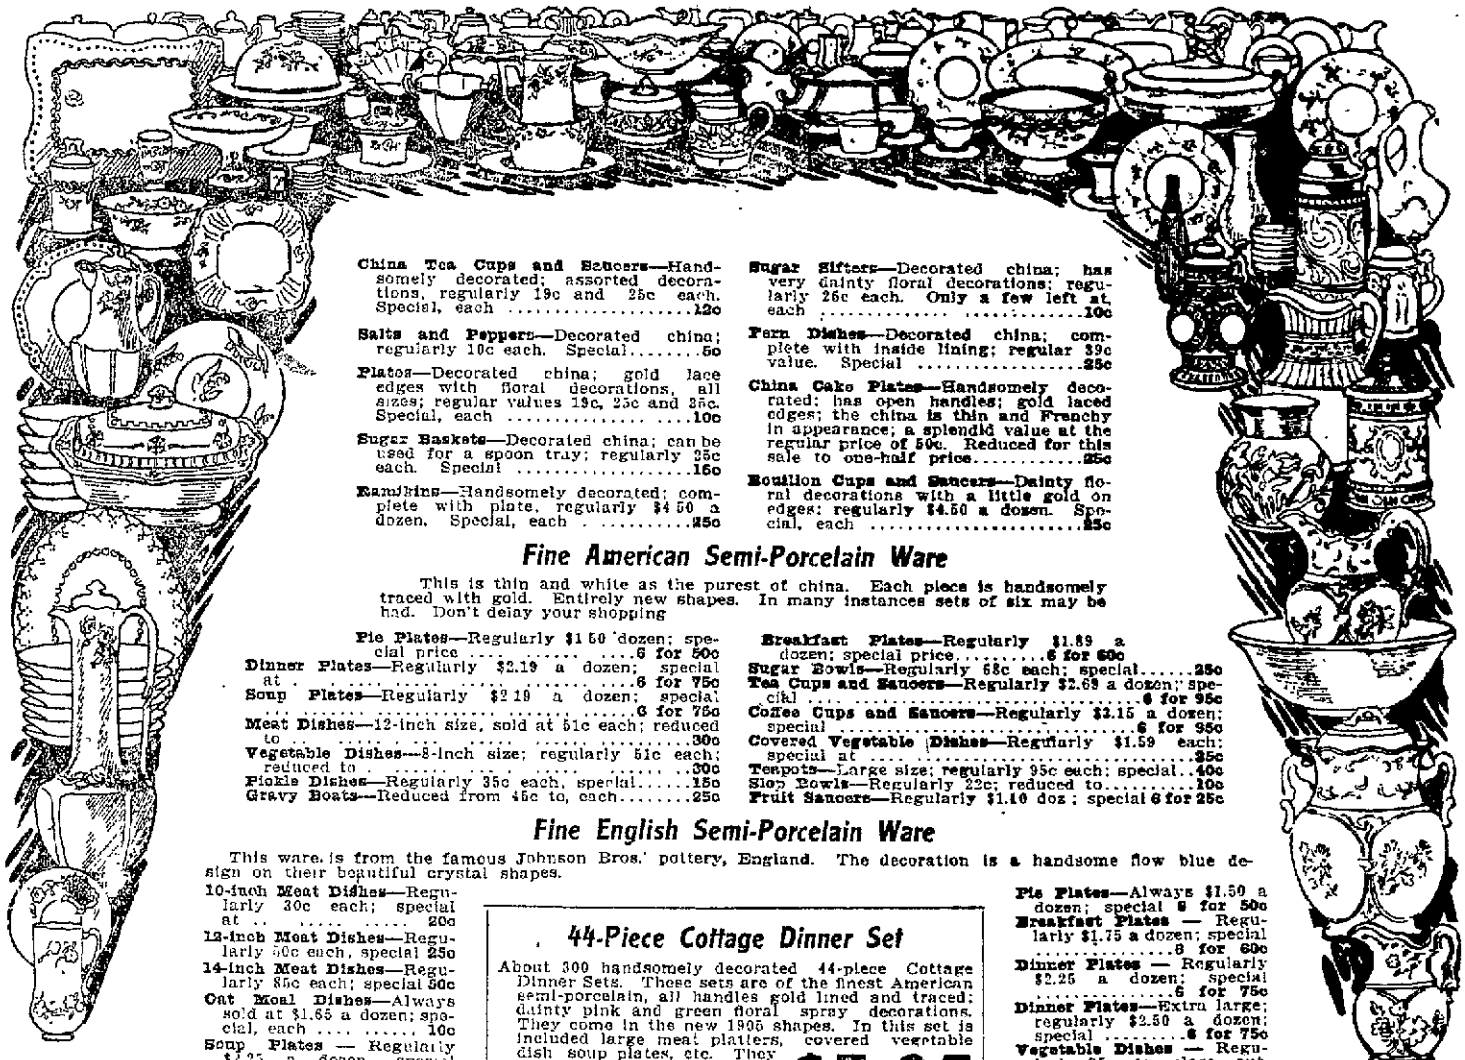 China Tea Cups and Saucers—Hand-
somely decorated; assorted decora-
tions, regularly 19c and 25c each.
Special, each ..........12c
Salts and Peppers—Decorated china;
regularly 10c each. Special........5c
Plates—Decorated china; gold lace
edges with floral decorations, all
sizes; regular values 19c, 25c and 35c.
Special, each ..........10c
Sugar Baskets—Decorated china; can be
used for a spoon tray; regularly 25c
each. Special ..........15c
Ramikins—Handsomely decorated; com-
plete with plate, regularly $4 50 a
dozen. Special, each ..........25c
Sugar Sifters—Decorated china; has
very dainty floral decorations; regu-
larly 25c each. Only a few left at,
each ..........10c
Fern Dishes—Decorated china; com-
plete with inside lining; regular 39c
value. Special ..........25c
China Cake Plates—Handsomely deco-
rated; has open handles; gold laced
edges; the china is thin and Frenchy
in appearance; a splendid value at the
regular price of 50c. Reduced for this
sale to one-half price..........25c
Bouillon Cups and Saucers—Dainty flo-
ral decorations with a little gold on
edges; regularly $4.50 a dozen. Spe-
cial, each ..........25c
Fine American Semi-Porcelain Ware
This is thin and white as the purest of china. Each piece is handsomely
traced with gold. Entirely new shapes. In many instances sets of six may be
had. Don't delay your shopping
Pie Plates—Regularly $1 50 dozen; spe-
cial price ..........6 for 50c
Dinner Plates—Regularly $2.19 a dozen; special
at ..........6 for 75c
Soup Plates—Regularly $2 19 a dozen; special
..........6 for 75c
Meat Dishes—12-inch size, sold at 51c each; reduced
to ..........30c
Vegetable Dishes—8-inch size; regularly 51c each;
reduced to ..........30c
Pickle Dishes—Regularly 35c each, special..........15c
Gravy Boats—Reduced from 45c to, each........25c
Breakfast Plates—Regularly $1.89 a
dozen; special price.........6 for 60c
Sugar Bowls—Regularly 68c each; special......25c
Tea Cups and Saucers—Regularly $2.69 a dozen; spe-
cial ..........6 for 95c
Coffee Cups and Saucers—Regularly $3.15 a dozen;
special ..........6 for 95c
Covered Vegetable Dishes—Regularly $1.59 each;
special at ..........85c
Teapots—Large size; regularly 95c each; special..40c
Slop Bowls—Regularly 22c; reduced to..........10c
Fruit Saucers—Regularly $1.10 doz; special 6 for 25c
Fine English Semi-Porcelain Ware
This ware is from the famous Johnson Bros.' pottery, England. The decoration is a handsome flow blue de-
sign on their beautiful crystal shapes.
10-inch Meat Dishes—Regu-
larly 30c each; special
at .......... 20c
12-inch Meat Dishes—Regu-
larly 50c each, special 25c
14-inch Meat Dishes—Regu-
larly 85c each; special 50c
Oat Meal Dishes—Always
sold at $1.65 a dozen; spe-
cial, each .......... 10c
Soup Plates — Regularly
a dozen special
44-Piece Cottage Dinner Set
About 300 handsomely decorated 44-piece Cottage
Dinner Sets. These sets are of the finest American
semi-porcelain, all handles gold lined and traced;
dainty pink and green floral spray decorations.
They come in the new 1905 shapes. In this set is
included large meat platters, covered vegetable
dish soup plates, etc. They
Pie Plates—Always $1.50 a
dozen; special 6 for 50c
Breakfast Plates — Regu-
larly $1.75 a dozen; special
..........6 for 60c
Dinner Plates — Regularly
$2.25 a dozen; special
..........6 for 75c
Dinner Plates—Extra large;
regularly $2.50 a dozen;
special ..........6 for 75c
Vegetable Dishes — Regu-